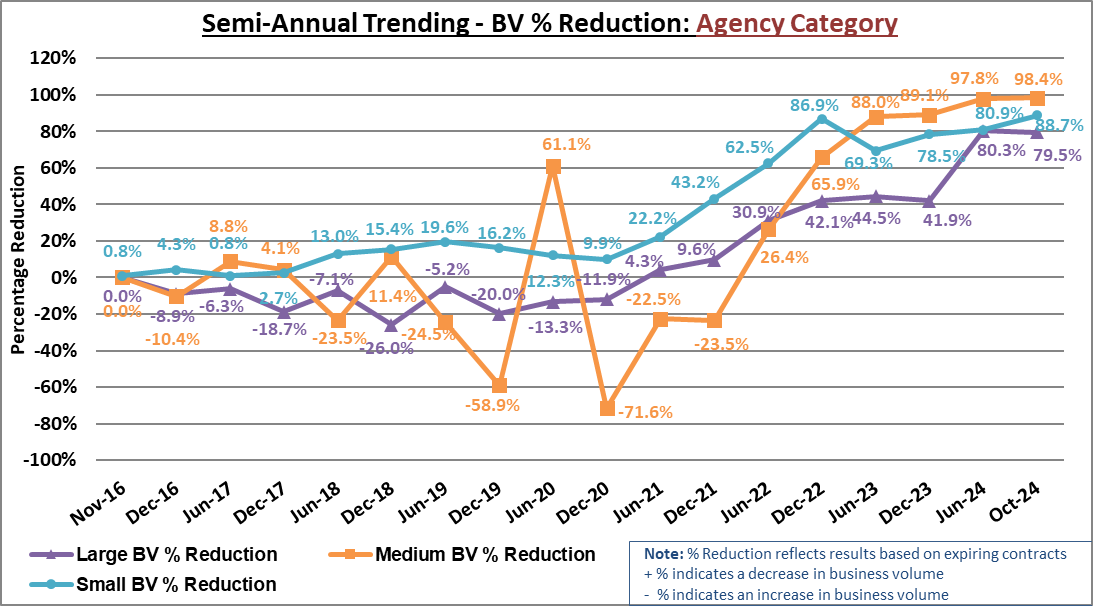 Semi-Annual Trending - BV % Reduction: Agency Category
Percentage Reduction
120%
100%
80%
60%
40%
20%
0%
-20%
-40%
-60%
-80%
-100%
0.8% 4.3% 0.8% 2.7% 13.0% 15.4% 19.6% 16.2% 12.3% 9.9% 22.2% 43.2% 62.5% 86.9% 69.3% 78.5% 80.9% 88.7%
0.0% -10.4% 8.8% 4.1% -23.5% 11.4% -24.5% -58.9% 61.1% -71.6% -22.5% -23.5% 26.4% 65.9% 88.0% 89.1% 97.8% 98.4%
0.0% -8.9% -6.3% -18.7% -7.1% -26.0% -5.2% -20.0% -13.3% -11.9% 4.3% 9.6% 30.9% 42.1% 44.5% 41.9% 80.3% 79.5%
Nov-16 Dec-16 Jun-17 Dec-17 Jun-18 Dec-18 Jun-19 Dec-19 Jun-20 Dec-20 Jun-21 Dec-21 Jun-22 Dec-22 Jun-23 Dec-23 Jun-24 Oct-24
Large BV % Reduction
Medium BV % Reduction
Small BV % Reduction
Note: % Reduction reflects results based on expiring contracts
+ % indicates a decrease in business volume
- % indicates an increase in business volume